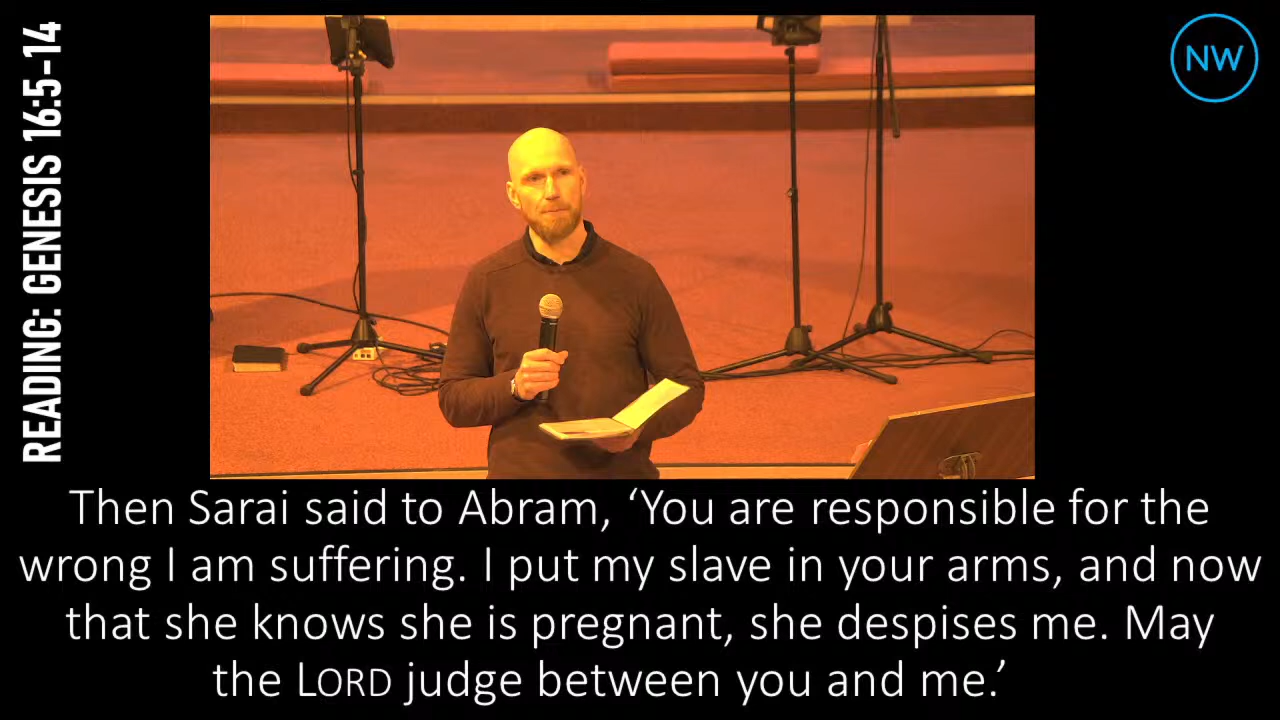 READING: GENESIS 16:5-14
NW
Then Sarai said to Abram, ‘You are responsible for the
wrong I am suffering. I put my slave in your arms, and now
that she knows she is pregnant, she despises me. May
the LORD judge between you and me.’